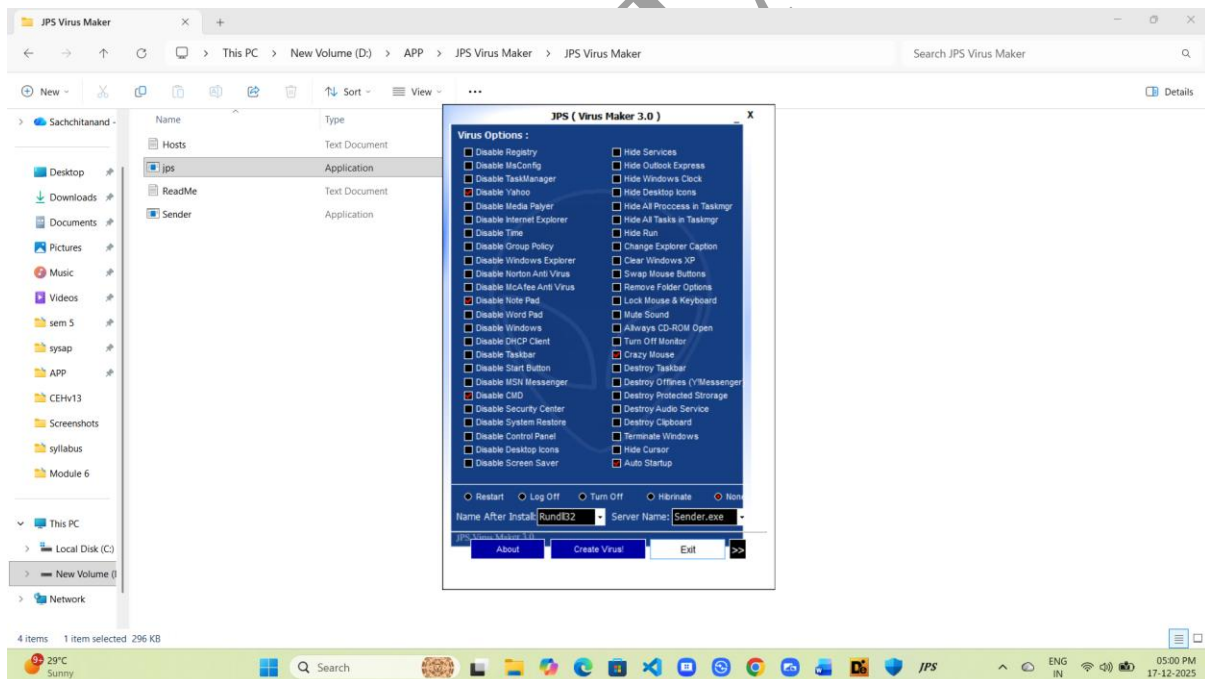 JPS Virus Maker
This PC > New Volume (D:) > APP > JPS Virus Maker > JPS Virus Maker
Search JPS Virus Maker
New
Sort
View
Details
Sachchitanand -
Desktop
Downloads
Documents
Pictures
Music
Videos
sem 5
sysap
APP
CEHv13
Screenshots
syllabus
Module 6
This PC
Local Disk (C:)
New Volume (
Network
Name Type
Hosts Text Document
jps Application
ReadMe Text Document
Sender Application
JPS ( Virus Maker 3.0 ) _ X
Virus Options :
Disable Registry Hide Services
Disable MsConfig Hide Outlook Express
Disable TaskManager Hide Windows Clock
Disable Yahoo Hide Desktop Icons
Disable Media Palyer Hide All Proccess in Taskmgr
Disable Internet Explorer Hide All Tasks in Taskmgr
Disable Time Hide Run
Disable Group Policy Change Explorer Caption
Disable Windows Explorer Clear Windows XP
Disable Norton Anti Virus Swap Mouse Buttons
Disable McAfee Anti Virus Remove Folder Options
Disable Note Pad Lock Mouse & Keyboard
Disable Word Pad Mute Sound
Disable Windows Allways CD-ROM Open
Disable DHCP Client Turn Off Monitor
Disable Taskbar Crazy Mouse
Disable Start Button Destroy Taskbar
Disable MSN Messenger Destroy Offlines (Y!Messenger
Disable CMD Destroy Protected Strorage
Disable Security Center Destroy Audio Service
Disable System Restore Destroy Clipboard
Disable Control Panel Terminate Windows
Disable Desktop Icons Hide Cursor
Disable Screen Saver Auto Startup
Restart Log Off Turn Off Hibrinate Non
Name After Install: Rundll32 Server Name: Sender.exe
JPS Virus Maker 3.0
About Create Virus! Exit >>
4 items 1 item selected 296 KB
9+ 29°C
Sunny
Search
JPS
ENG
IN
05:00 PM
17-12-2025